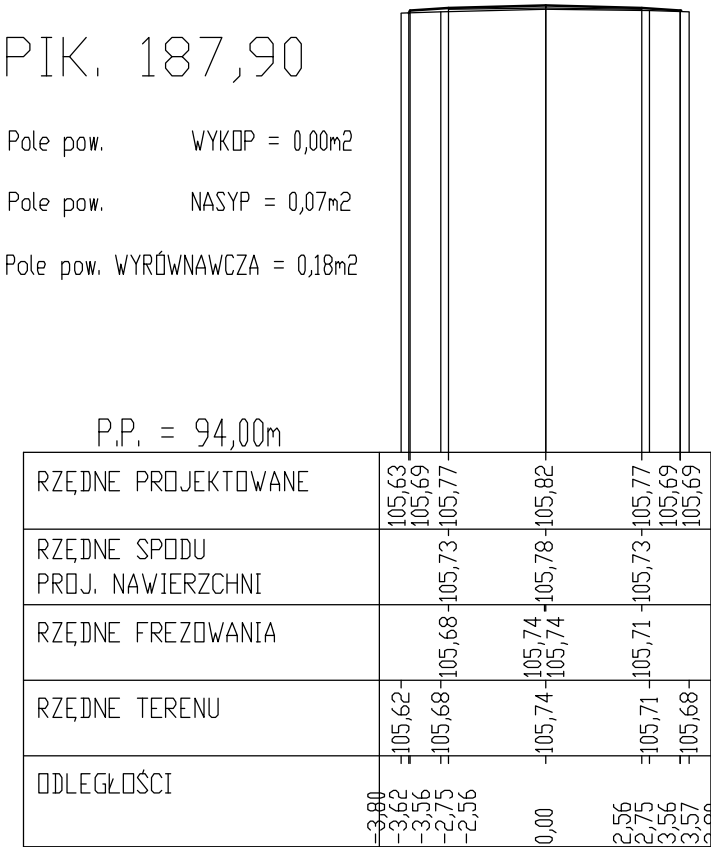 PIK. 187,90
Pole pow. WYKOP = 0,00m2
Pole pow. NASYP = 0,07m2
Pole pow. WYRÓWNAWCZA = 0,18m2
P.P. = 94,00m
RZĘDNE PROJEKTOWANE 105,63 105,69 105,77 105,82 105,77 105,69 105,69
RZĘDNE SPODU
PROJ. NAWIERZCHNI 105,73 105,78 105,73
RZĘDNE FREZOWANIA 105,68 105,74 105,74 105,71
RZĘDNE TERENU 105,62 105,68 105,74 105,71 105,68
ODLEGŁOŚCI -3,80 -3,62 -3,56 -2,75 -2,56 0,00 2,56 2,75 3,56 3,57